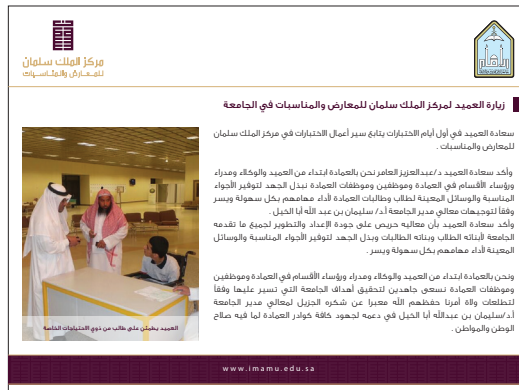 مركز الملك سلمان
للمـعـارض والمنـاسـبـات
زيارة العميد لمركز الملك سلمان للمعارض والمناسبات في الجامعة
سعادة العميد في أول أيام الاختبارات يتابع سير أعمال الاختبارات في مركز الملك سلمان
للمعارض والمناسبات .
وأكد سعادة العميد د/عبدالعزيز العامر نحن بالعمادة ابتداء من العميد والوكلاء ومدراء
ورؤساء الأقسام في العمادة وموظفين وموظفات العمادة نبذل الجهد لتوفير الأجواء
المناسبة والوسائل المعينة لطلاب وطالبات العمادة لأداء مهامهم بكل سهولة ويسر
وفقاً لتوجيهات معالي مدير الجامعة أ.د/ سليمان بن عبد الله أبا الخيل .
وأكد سعادة العميد بأن معاليه حريص على جودة الإعداد والتطوير لجميع ما تقدمه
الجامعة لأبنائه الطلاب وبناته الطالبات وبذل الجهد لتوفير الأجواء المناسبة والوسائل
المعينة لأداء مهامهم بكل سهولة ويسر .
ونحن بالعمادة ابتداء من العميد والوكلاء ومدراء ورؤساء الأقسام في العمادة وموظفين
وموظفات العمادة نسعى جاهدين لتحقيق أهداف الجامعة التي تسير عليها وفقاً
لتطلعات ولاة أمرنا حفظهم الله معبرا عن شكره الجزيل لمعالي مدير الجامعة
أ.د/سليمان بن عبدالله أبا الخيل في دعمه لجهود كافة كوادر العمادة لما فيه صلاح
الوطن والمواطن .
العميد يطمئن على طالب من ذوي الاحتياجات الخاصة
www.imamu.edu.sa